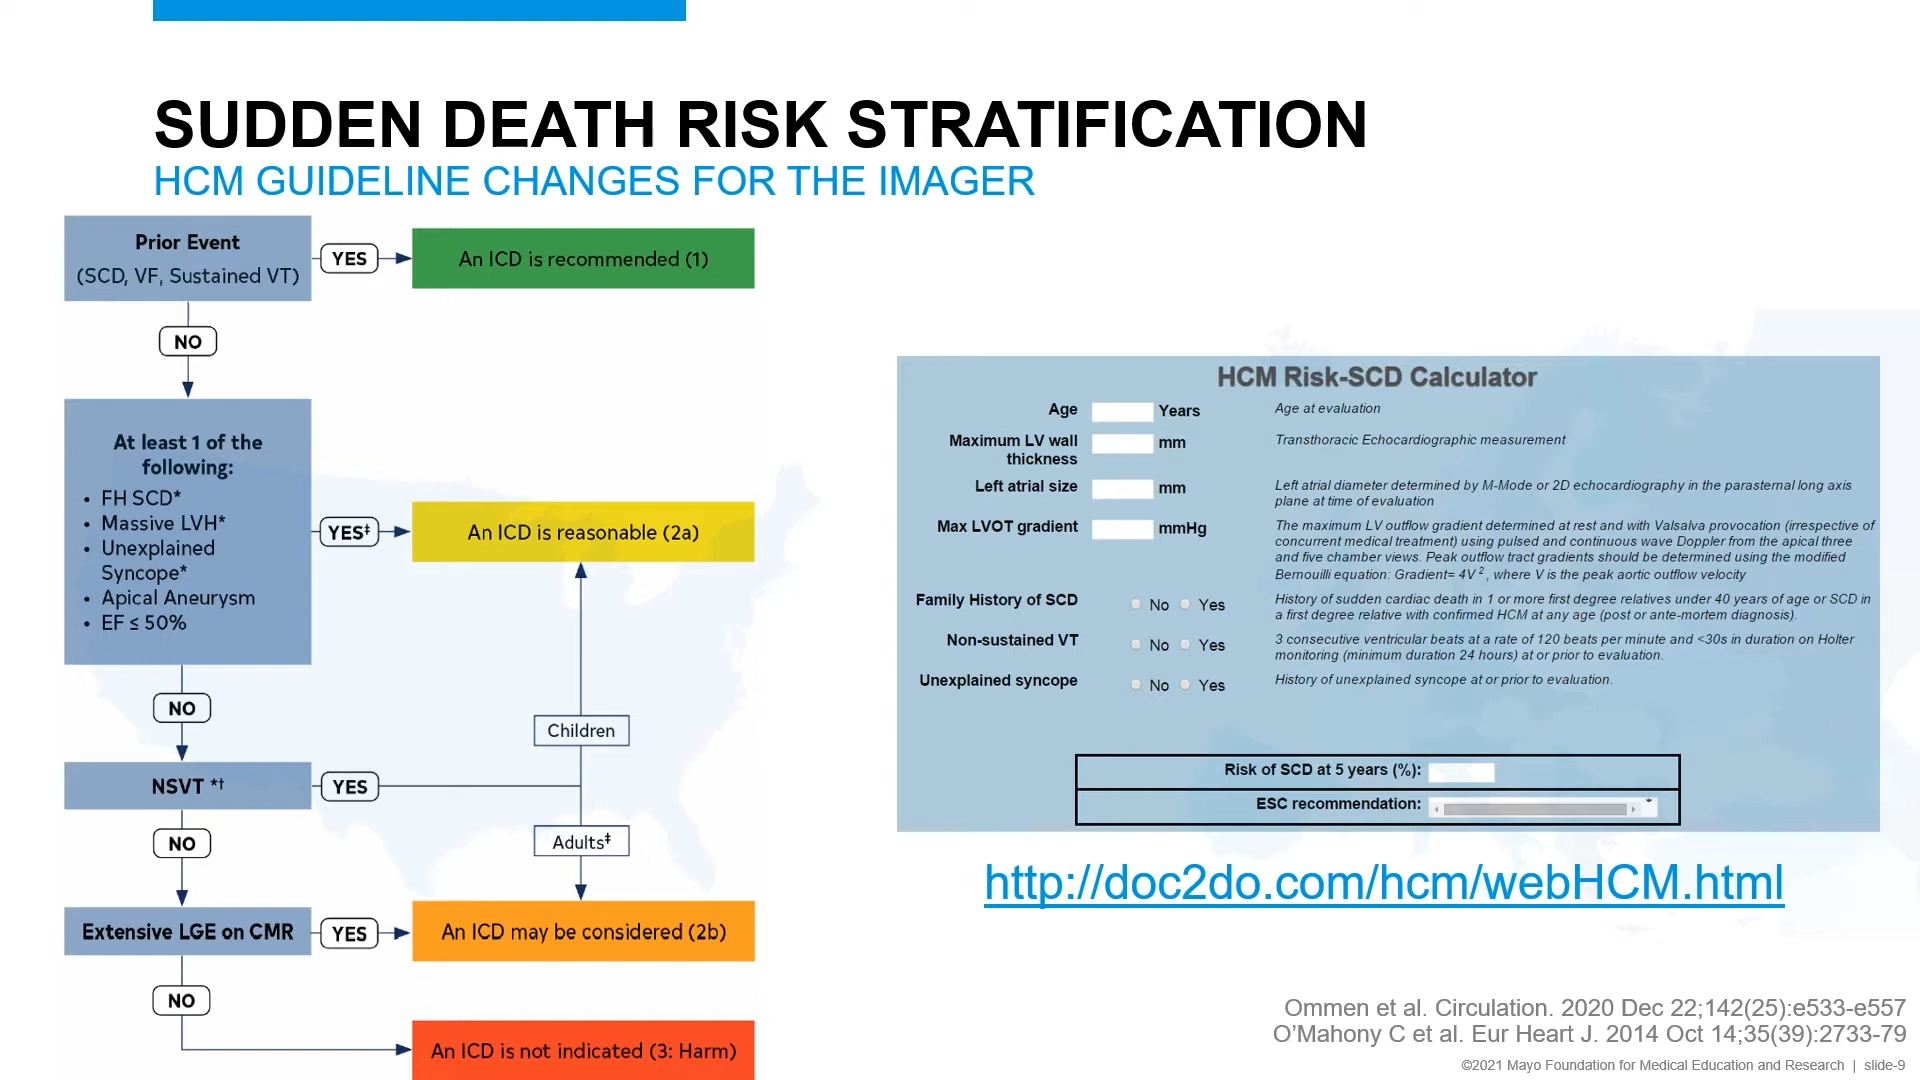 SUDDEN DEATH RISK STRATIFICATION
HCM GUIDELINE CHANGES FOR THE IMAGER
Prior Event
(SCD, VF, Sustained VT)
YES
An ICD is recommended (1)
NO
At least 1 of the
following:
• FH SCD*
• Massive LVH*
• Unexplained
Syncope*
• Apical Aneurysm
• EF ≤ 50%
YES‡
An ICD is reasonable (2a)
NO
Children
NSVT *†
YES
Adults‡
NO
Extensive LGE on CMR
YES
An ICD may be considered (2b)
NO
An ICD is not indicated (3: Harm)
HCM Risk-SCD Calculator
Age Years Age at evaluation
Maximum LV wall
thickness
mm Transthoracic Echocardiographic measurement
Left atrial size mm Left atrial diameter determined by M-Mode or 2D echocardiography in the parasternal long axis
plane at time of evaluation
Max LVOT gradient mmHg The maximum LV outflow gradient determined at rest and with Valsalva provocation (irrespective of
concurrent medical treatment) using pulsed and continuous wave Doppler from the apical three
and five chamber views. Peak outflow tract gradients should be determined using the modified
Bernouilli equation: Gradient= 4V², where V is the peak aortic outflow velocity
Family History of SCD No Yes History of sudden cardiac death in 1 or more first degree relatives under 40 years of age or SCD in
a first degree relative with confirmed HCM at any age (post or ante-mortem diagnosis).
Non-sustained VT No Yes 3 consecutive ventricular beats at a rate of 120 beats per minute and <30s in duration on Holter
monitoring (minimum duration 24 hours) at or prior to evaluation.
Unexplained syncope No Yes History of unexplained syncope at or prior to evaluation.
Risk of SCD at 5 years (%):
ESC recommendation:
http://doc2do.com/hcm/webHCM.html
Ommen et al. Circulation. 2020 Dec 22;142(25):e533-e557
O'Mahony C et al. Eur Heart J. 2014 Oct 14;35(39):2733-79
©2021 Mayo Foundation for Medical Education and Research | slide-9